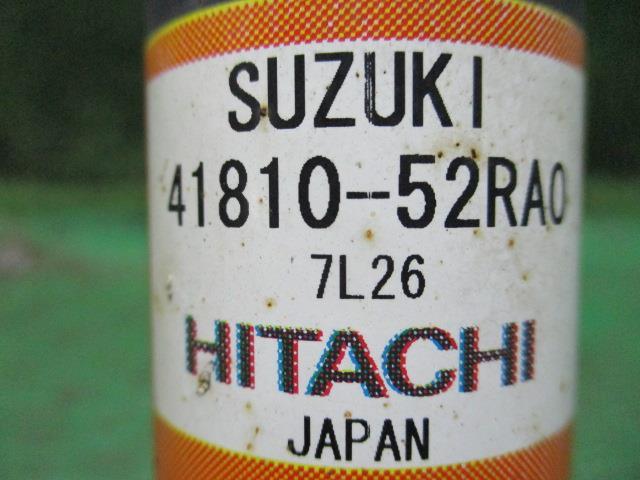 SUZUKI
41810--52RA0
7L26
HITACHI
JAPAN